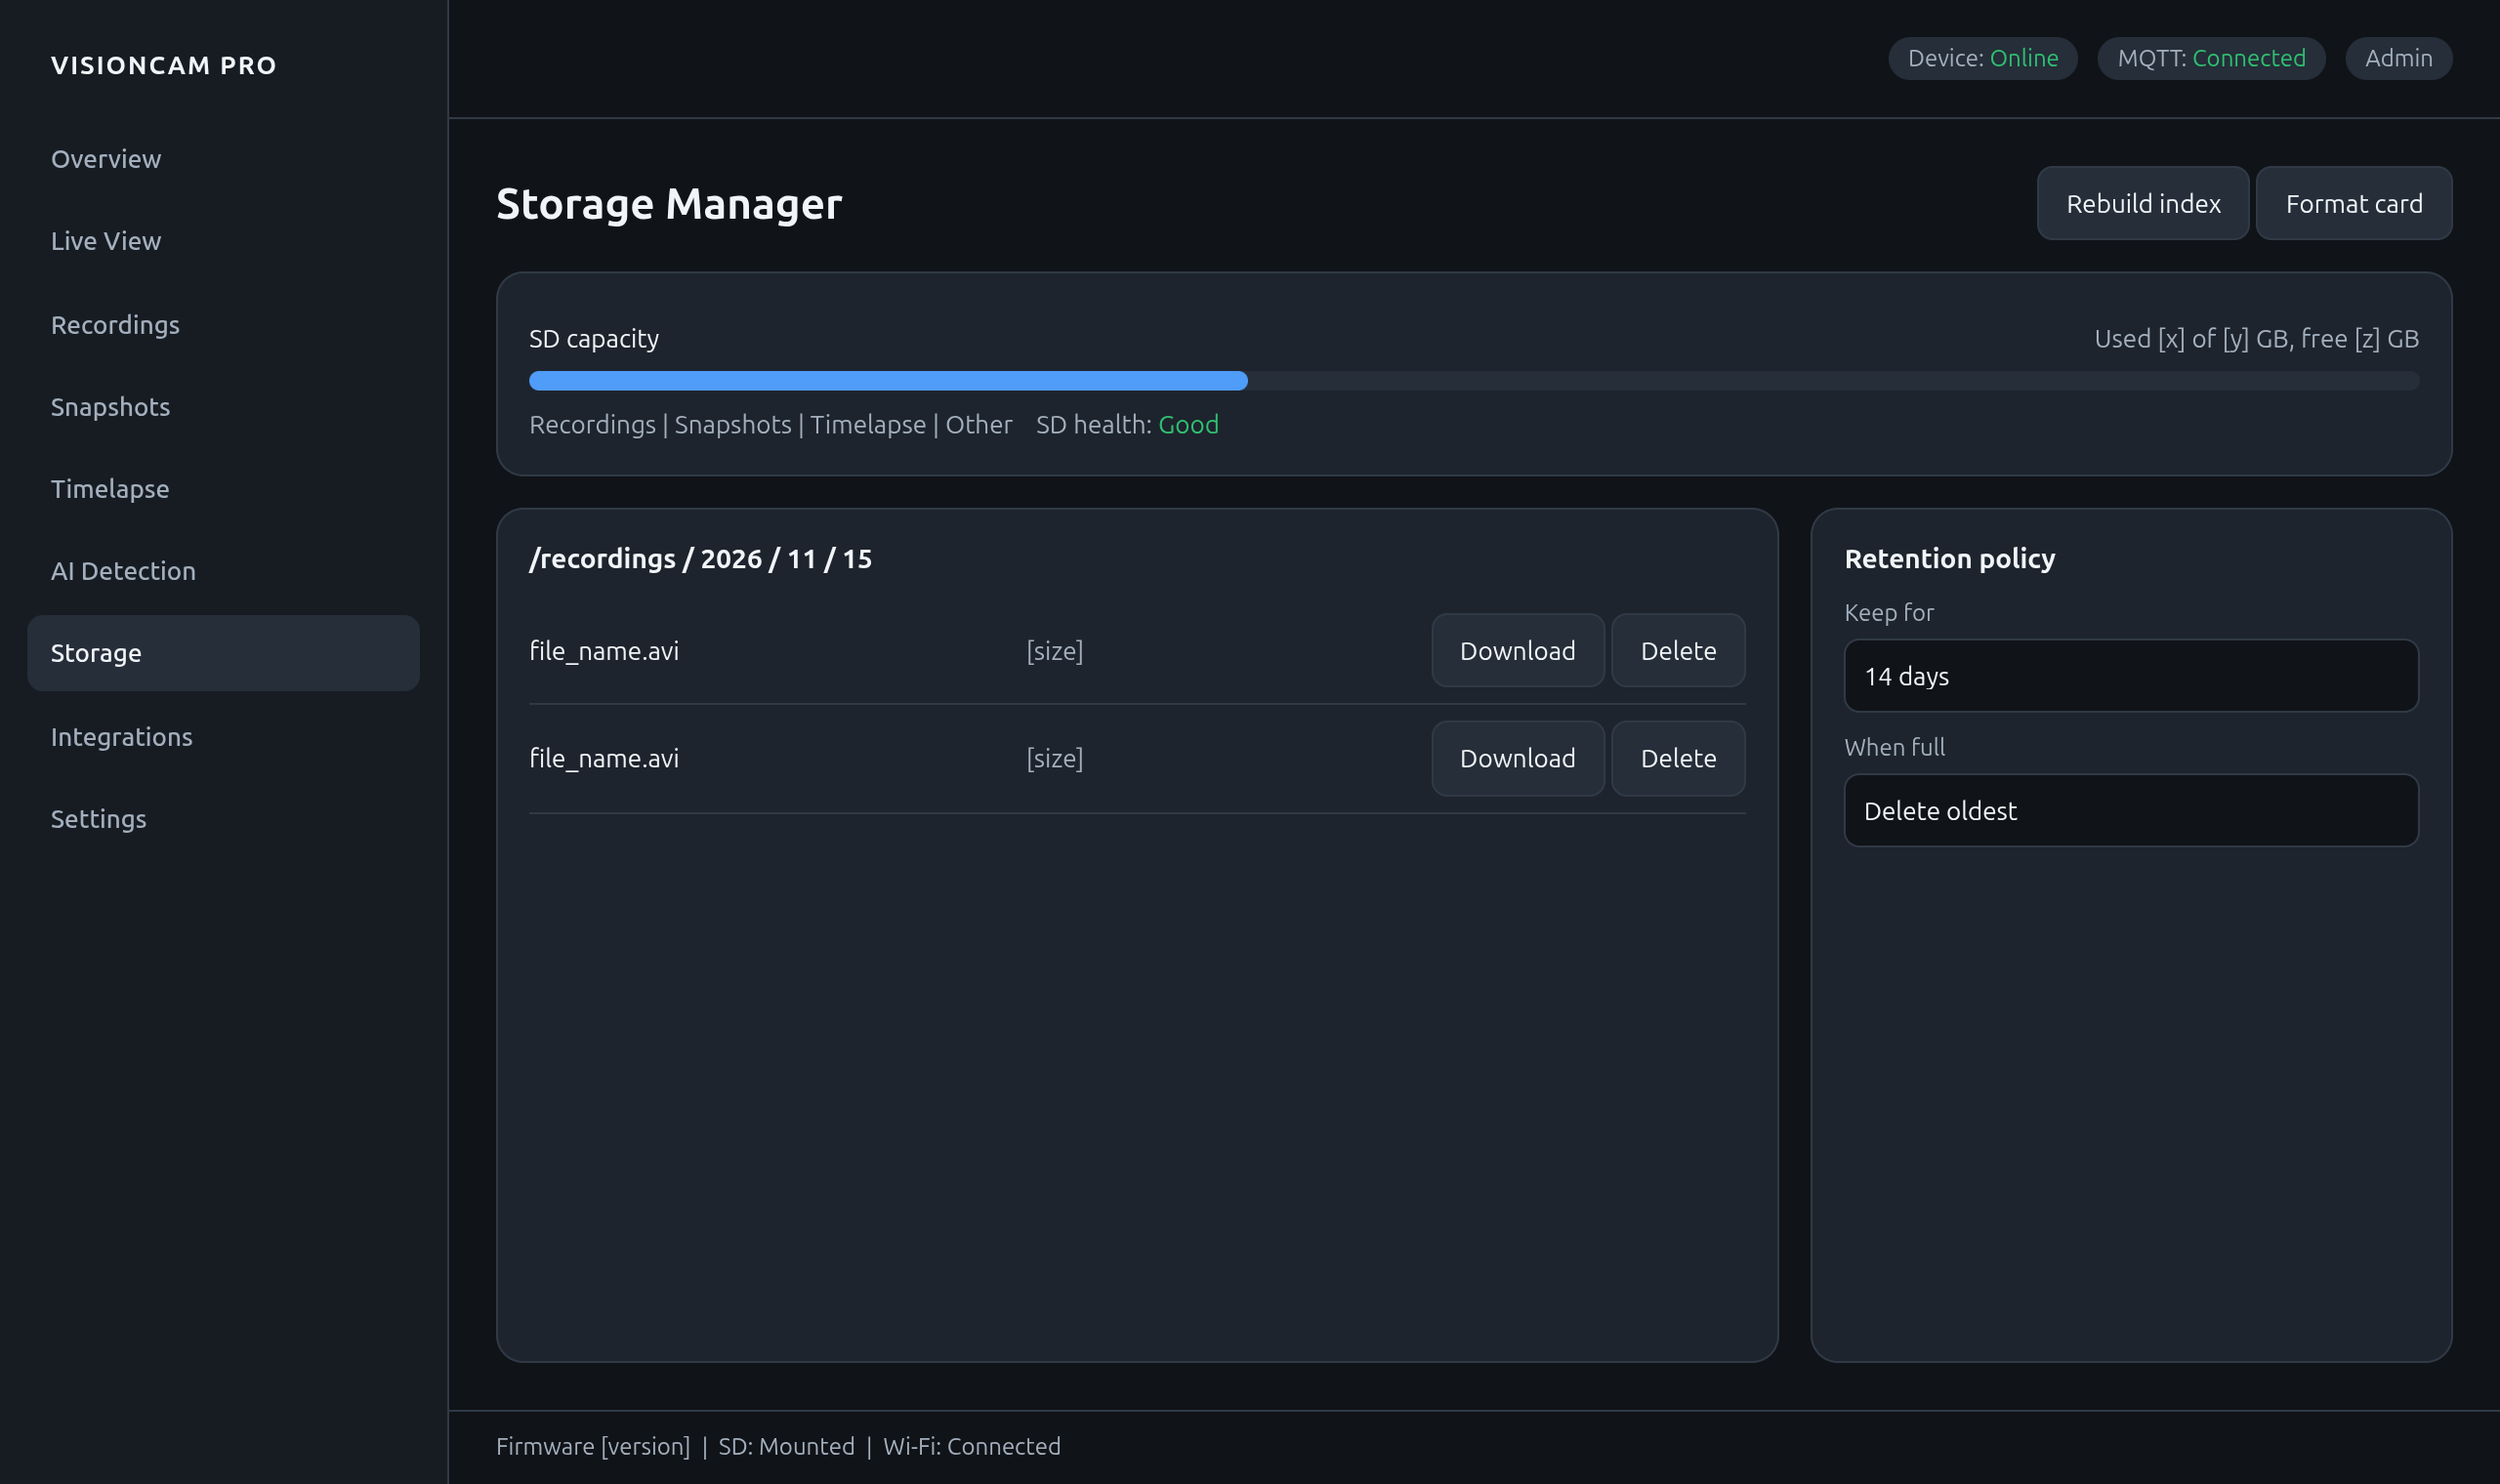 VISIONCAM PRO
Overview
Live View
Recordings
Snapshots
Timelapse
AI Detection
Storage
Integrations
Settings
Device: Online
MQTT: Connected
Admin
Storage Manager
Rebuild index
Format card
SD capacity
Used [x] of [y] GB, free [z] GB
Recordings | Snapshots | Timelapse | Other SD health: Good
/recordings / 2026 / 11 / 15
file_name.avi [size] Download Delete
file_name.avi [size] Download Delete
Retention policy
Keep for
14 days
When full
Delete oldest
Firmware [version] | SD: Mounted | Wi-Fi: Connected